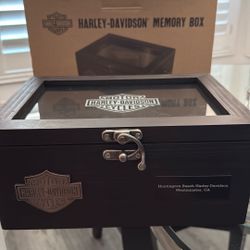 HARLEY-DAVIDSON® MEMORY BOX
MOTOR
HARLEY-DAVIDSON
CYCLES
MOTOR
HARLEY-DAVIDSON
CYCLES
Huntington Beach Harley-Davidson
Westminster, CA